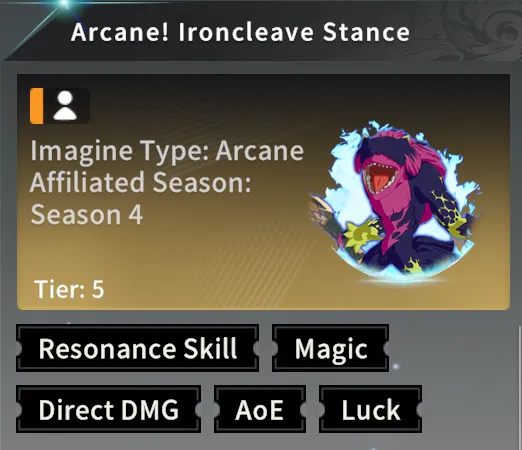 Arcane! Ironcleave Stance
Imagine Type: Arcane
Affiliated Season:
Season 4
Tier: 5
Resonance Skill
Magic
Direct DMG
AoE
Luck